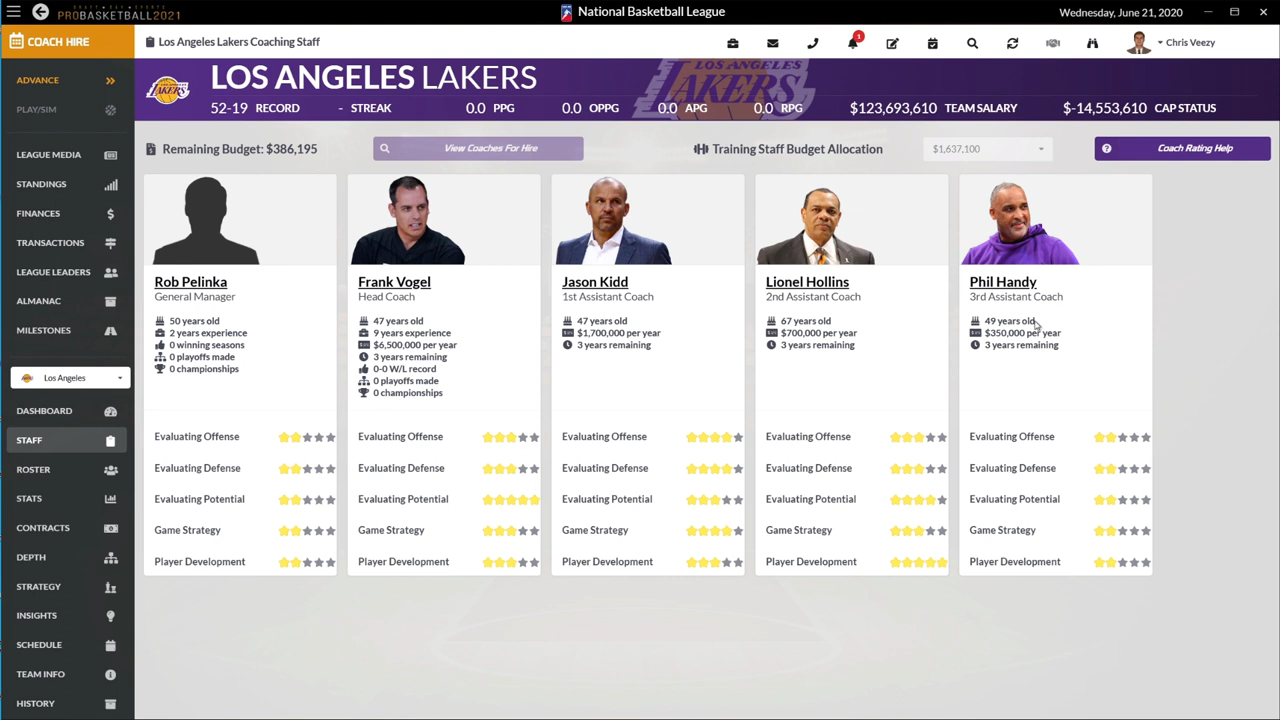 DRAFT DAY SPORTS
PROBASKETBALL2021
National Basketball League
Wednesday, June 21, 2020
COACH HIRE
Los Angeles Lakers Coaching Staff
1
Chris Veezy
ADVANCE
PLAY/SIM
LEAGUE MEDIA
STANDINGS
FINANCES
TRANSACTIONS
LEAGUE LEADERS
ALMANAC
MILESTONES
Los Angeles
DASHBOARD
STAFF
ROSTER
STATS
CONTRACTS
DEPTH
STRATEGY
INSIGHTS
SCHEDULE
TEAM INFO
HISTORY
LAKERS
LOS ANGELES LAKERS
LOS ANGELES
LAKERS
52-19 RECORD - STREAK 0.0 PPG 0.0 OPPG 0.0 APG 0.0 RPG $123,693,610 TEAM SALARY $-14,553,610 CAP STATUS
Remaining Budget: $386,195 View Coaches For Hire Training Staff Budget Allocation $1,637,100 Coach Rating Help
Rob Pelinka
General Manager
50 years old
2 years experience
0 winning seasons
0 playoffs made
0 championships
Evaluating Offense
Evaluating Defense
Evaluating Potential
Game Strategy
Player Development
Frank Vogel
Head Coach
47 years old
9 years experience
$6,500,000 per year
3 years remaining
0-0 W/L record
0 playoffs made
0 championships
Evaluating Offense
Evaluating Defense
Evaluating Potential
Game Strategy
Player Development
Jason Kidd
1st Assistant Coach
47 years old
$1,700,000 per year
3 years remaining
Evaluating Offense
Evaluating Defense
Evaluating Potential
Game Strategy
Player Development
Lionel Hollins
2nd Assistant Coach
67 years old
$700,000 per year
3 years remaining
Evaluating Offense
Evaluating Defense
Evaluating Potential
Game Strategy
Player Development
Phil Handy
3rd Assistant Coach
49 years old
$350,000 per year
3 years remaining
Evaluating Offense
Evaluating Defense
Evaluating Potential
Game Strategy
Player Development